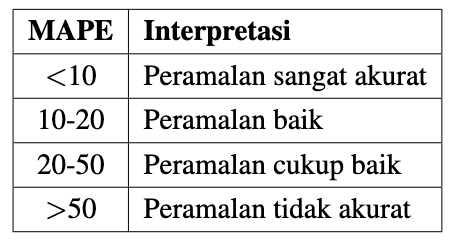 MAPE Interpretasi
<10 Peramalan sangat akurat
10-20 Peramalan baik
20-50 Peramalan cukup baik
>50 Peramalan tidak akurat